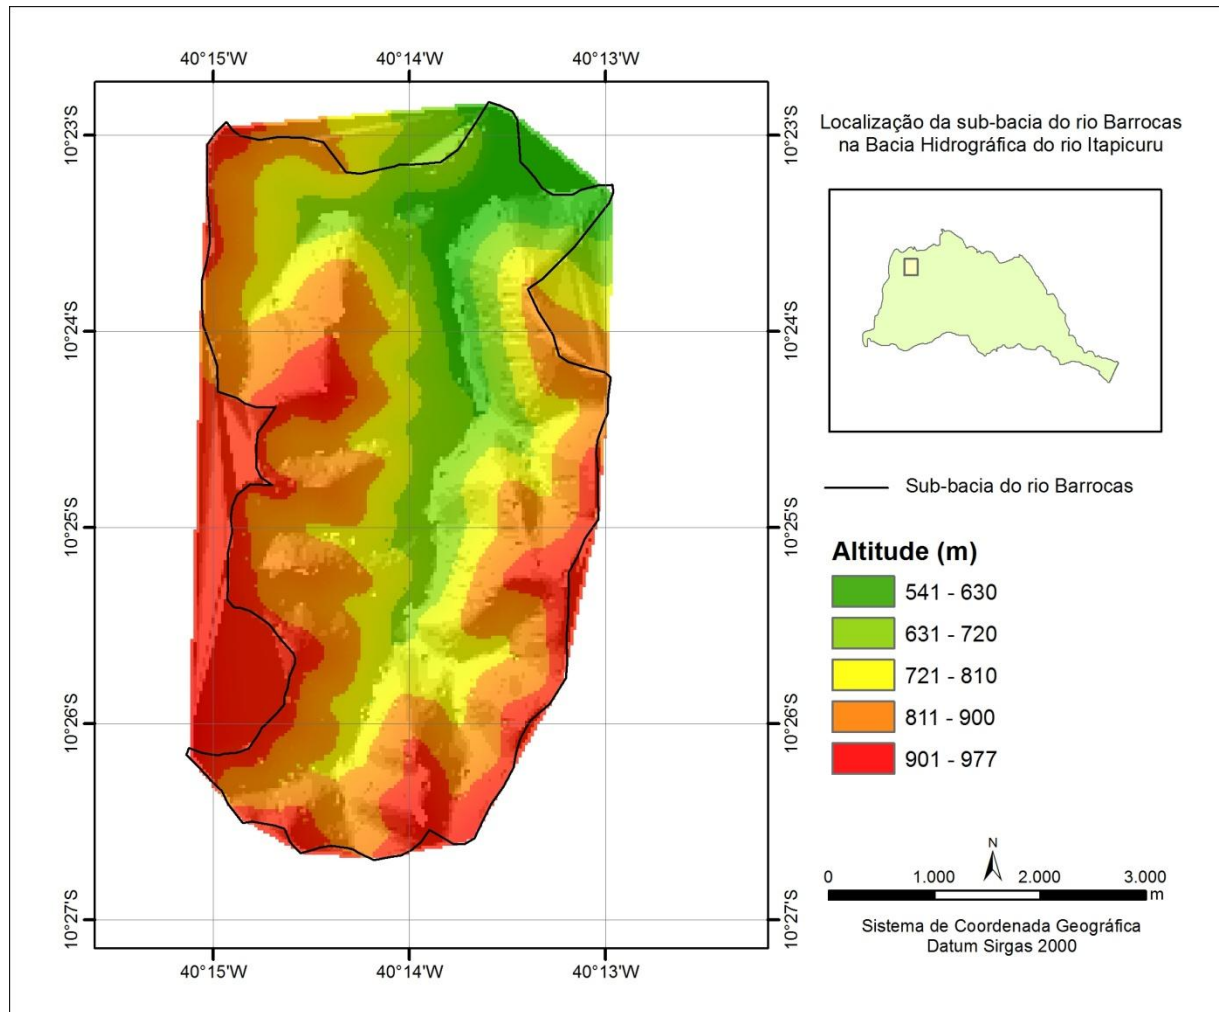 40°15'W 40°14'W 40°13'W
10°23'S 10°23'S
10°24'S 10°24'S
10°25'S 10°25'S
10°26'S 10°26'S
10°27'S 10°27'S
40°15'W 40°14'W 40°13'W
Localização da sub-bacia do rio Barrocas
na Bacia Hidrográfica do rio Itapicuru
Sub-bacia do rio Barrocas
Altitude (m)
541 - 630
631 - 720
721 - 810
811 - 900
901 - 977
N
0 1.000 2.000 3.000
m
Sistema de Coordenada Geográfica
Datum Sirgas 2000